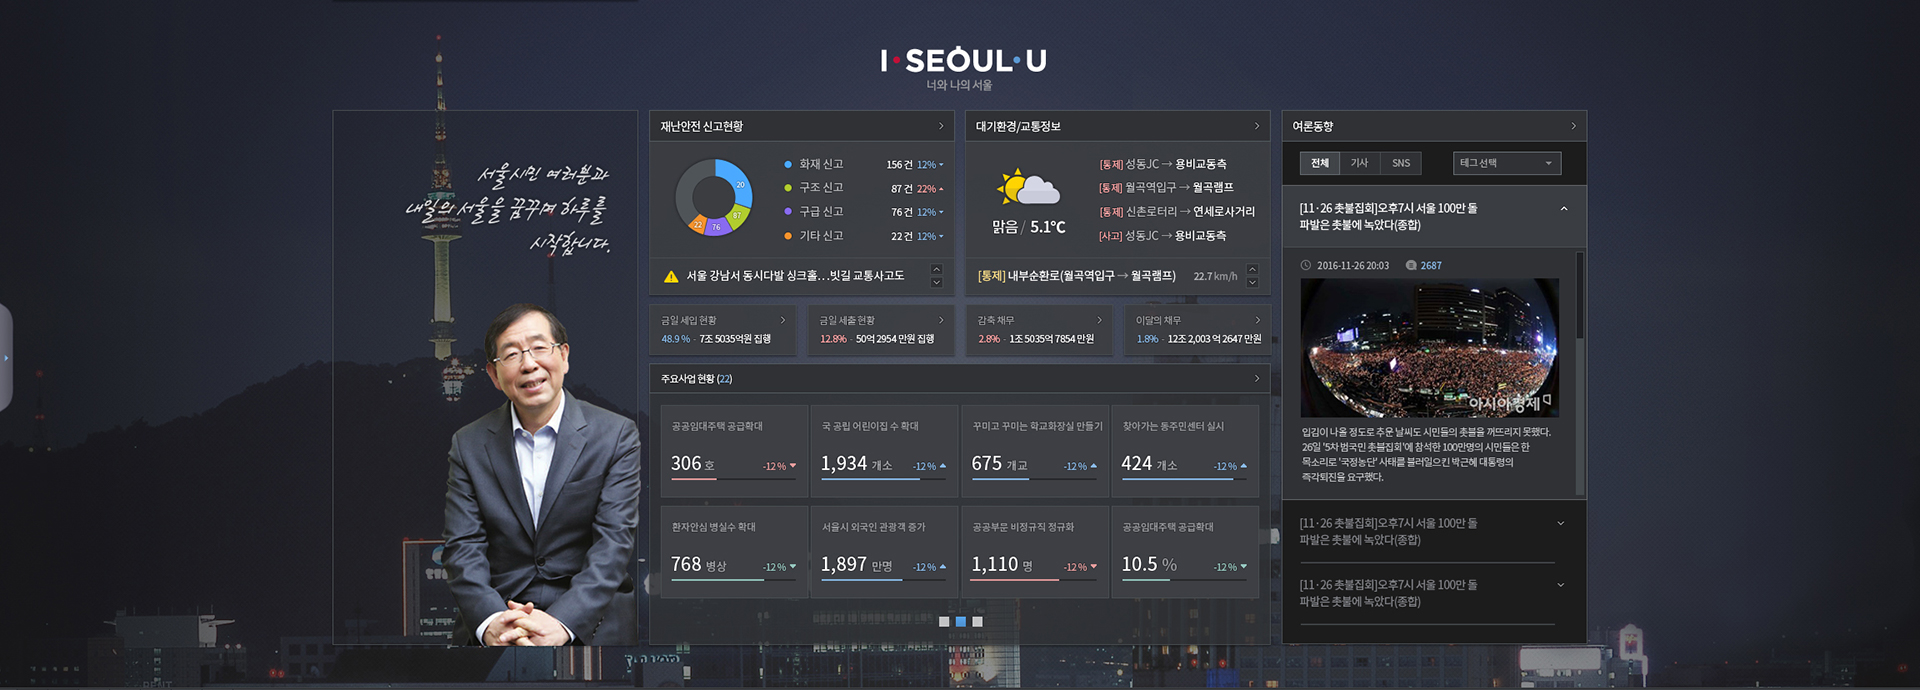 I·SEOUL·U
너와 나의 서울
서울시민 여러분과
내일의 서울을 꿈꾸며 하루를
시작합니다.
재난안전 신고현황
20
87
76
22
화재 신고 156 건 12%
구조 신고 87 건 22%
구급 신고 76 건 12%
기타 신고 22 건 12%
서울 강남서 동시다발 싱크홀...빗길 교통사고도
대기환경/교통정보
맑음 / 5.1℃
[통제] 성동JC → 용비교동측
[통제] 월곡역입구 → 월곡램프
[통제] 신촌로터리 → 연세로사거리
[사고] 성동JC → 용비교동측
[통제] 내부순환로(월곡역입구 → 월곡램프) 22.7 km/h
금일 세입 현황
48.9 % - 7조 5035억원 집행
금일 세출 현황
12.8% - 50억 2954 만원 집행
감축 채무
2.8% - 1조 5035억 7854 만원
이달의 채무
1.8% - 12조 2,003 억 2647 만원
주요사업 현황 (22)
공공임대주택 공급확대
306 호 -12 %
국 공립 어린이집 수 확대
1,934 개소 -12 %
꾸미고 꾸미는 학교화장실 만들기
675 개교 -12 %
찾아가는 동주민센터 실시
424 개소 -12 %
환자안심 병실수 확대
768 병상 -12 %
서울시 외국인 관광객 증가
1,897 만명 -12 %
공공부문 비정규직 정규화
1,110 명 -12 %
공공임대주택 공급확대
10.5 % -12 %
여론동향
전체 기사 SNS 태그선택
[11·26 촛불집회]오후7시 서울 100만 돌
파발은 촛불에 녹았다(종합)
2016-11-26 20:03 2687
아시아경제
입김이 나올 정도로 추운 날씨도 시민들의 촛불을 꺼뜨리지 못했다.
26일 '5차 범국민 촛불집회'에 참석한 100만명의 시민들은 한
목소리로 '국정농단' 사태를 불러일으킨 박근혜 대통령의
즉각퇴진을 요구했다.
[11·26 촛불집회]오후7시 서울 100만 돌
파발은 촛불에 녹았다(종합)
[11·26 촛불집회]오후7시 서울 100만 돌
파발은 촛불에 녹았다(종합)